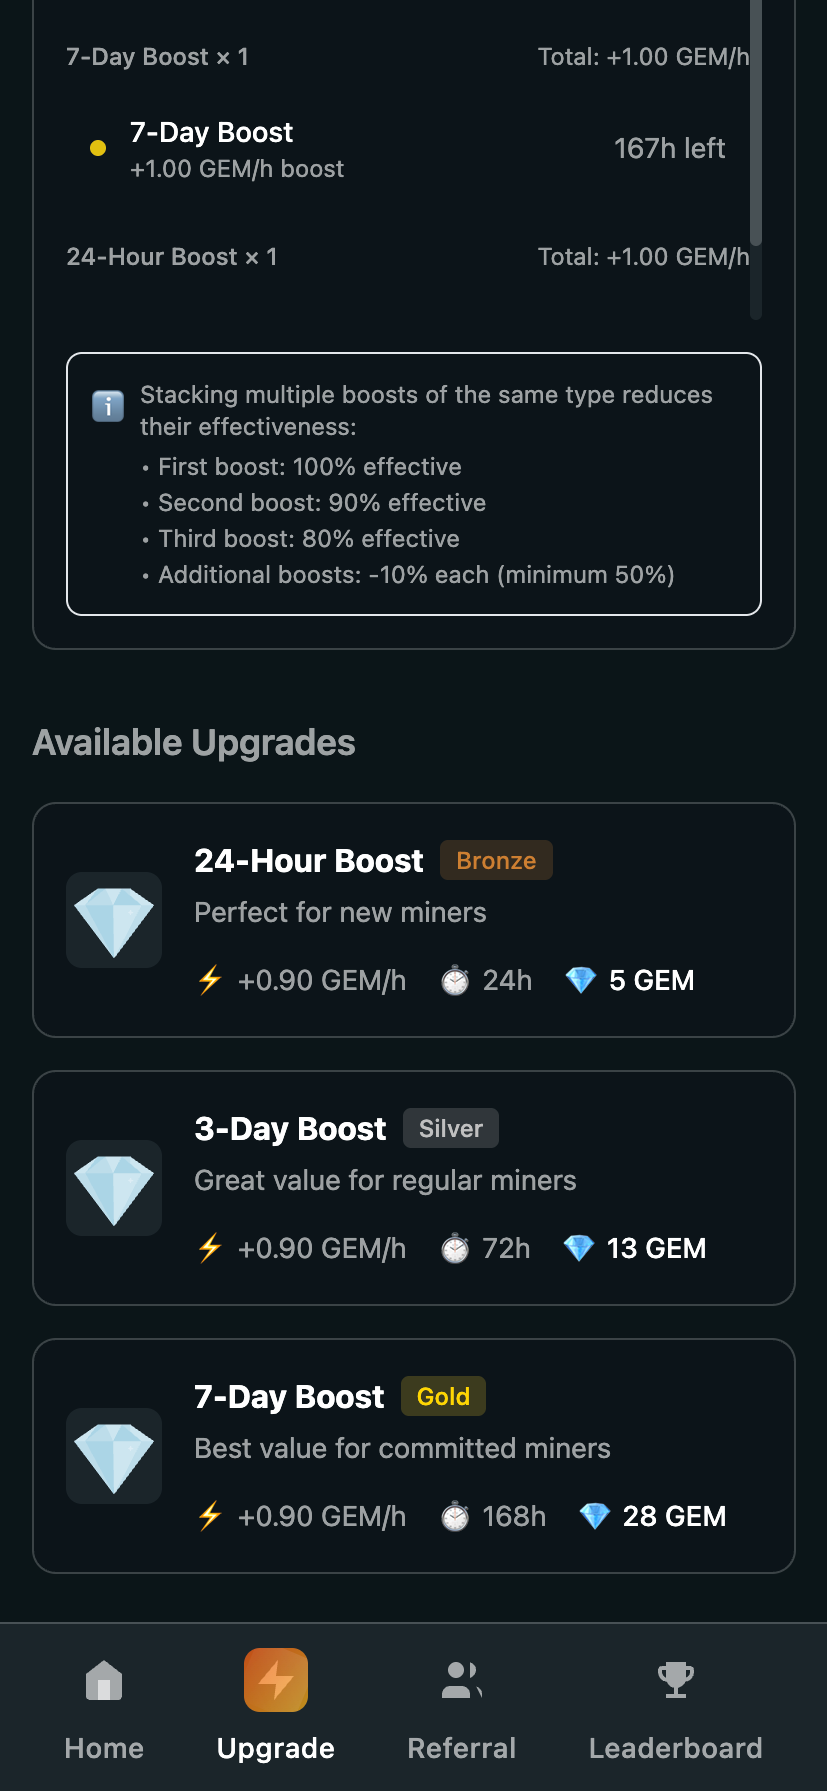 7-Day Boost × 1
Total: +1.00 GEM/h
7-Day Boost
+1.00 GEM/h boost
167h left
24-Hour Boost × 1
Total: +1.00 GEM/h
Stacking multiple boosts of the same type reduces
their effectiveness:
• First boost: 100% effective
• Second boost: 90% effective
• Third boost: 80% effective
• Additional boosts: -10% each (minimum 50%)
Available Upgrades
24-Hour Boost Bronze
Perfect for new miners
⚡ +0.90 GEM/h ⏱️ 24h 💎 5 GEM
3-Day Boost Silver
Great value for regular miners
⚡ +0.90 GEM/h ⏱️ 72h 💎 13 GEM
7-Day Boost Gold
Best value for committed miners
⚡ +0.90 GEM/h ⏱️ 168h 💎 28 GEM
Home Upgrade Referral Leaderboard